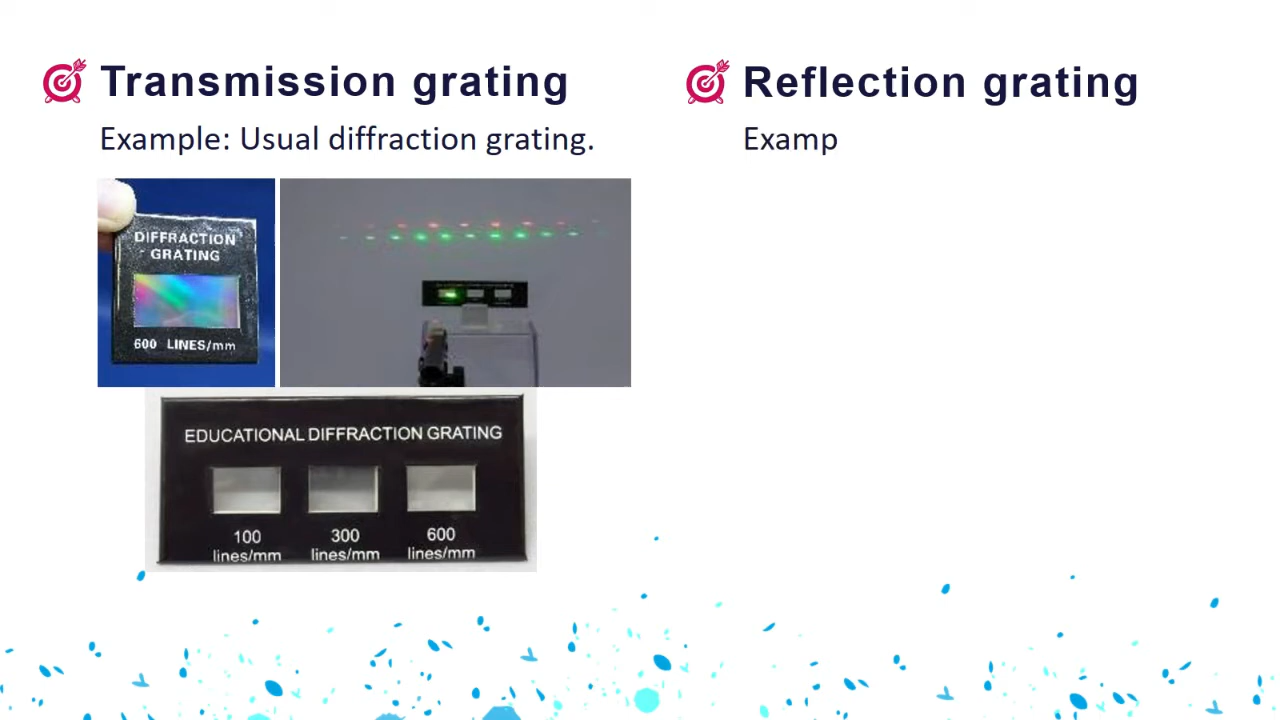 Transmission grating
Example: Usual diffraction grating.
DIFFRACTION
GRATING
600 LINES/mm
EDUCATIONAL DIFFRACTION GRATING
100 300 600
lines/mm lines/mm lines/mm
Reflection grating
Examp